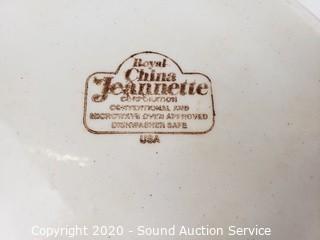 Royal
China
Jeannette
CORPORATION
CONVENTIONAL AND
MICROWAVE OVEN APPROVED
DISHWASHER SAFE
USA
Copyright 2020 - Sound Auction Service